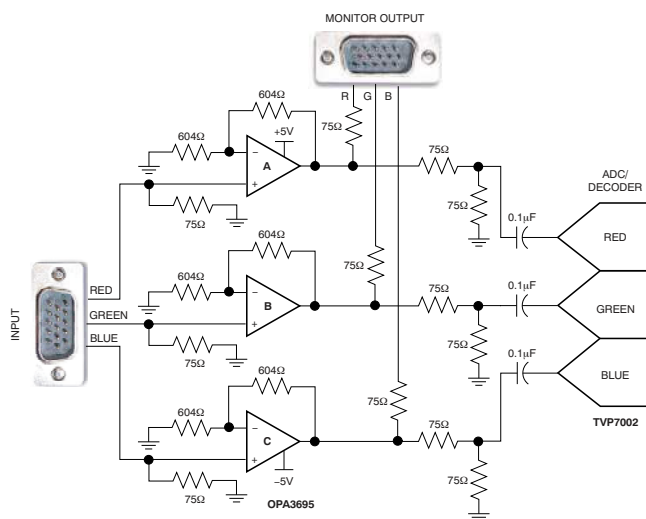 MONITOR OUTPUT
R G B
604Ω
604Ω
+5V
75Ω
75Ω
−
A
+
75Ω
75Ω
ADC/
DECODER
0.1μF
RED
604Ω
604Ω
75Ω
INPUT
RED
GREEN
BLUE
−
B
+
75Ω
75Ω
0.1μF
GREEN
75Ω
0.1μF
604Ω
604Ω
75Ω
75Ω
BLUE
−
C
+
75Ω
−5V
75Ω
TVP7002
OPA3695